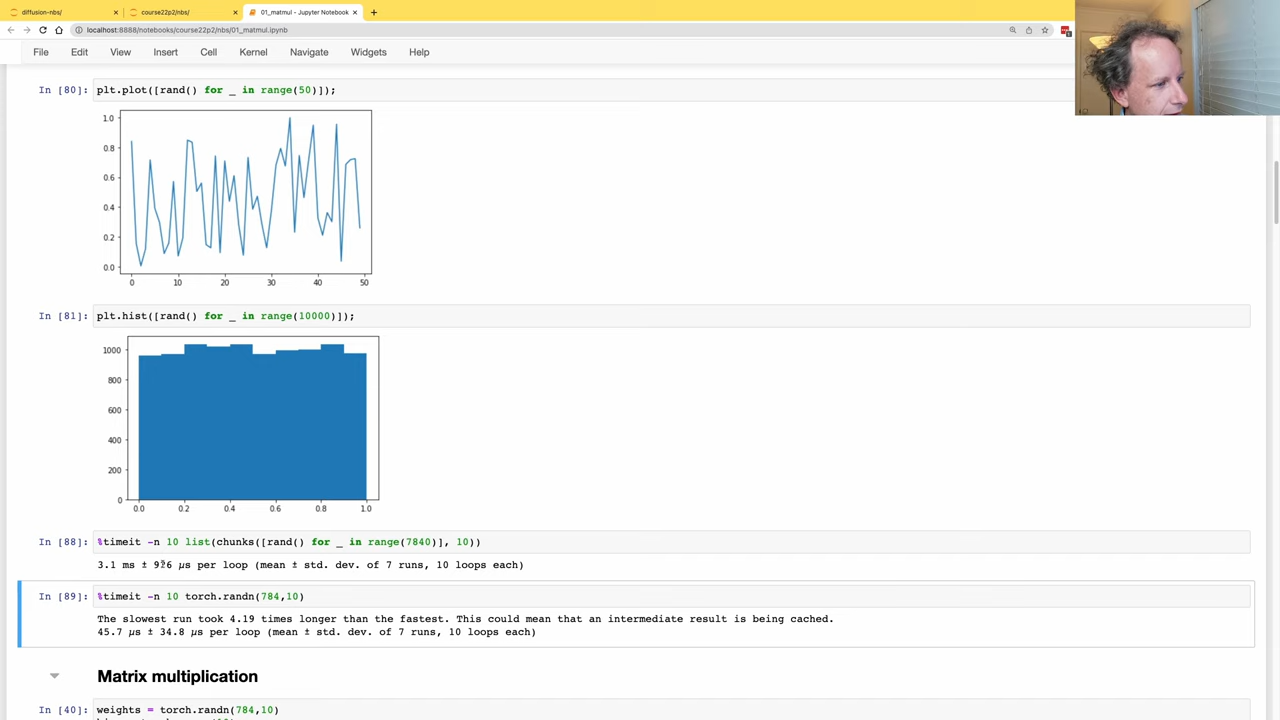 diffusion-nbs/
course22p2/nbs/
01_matmul - Jupyter Notebook
localhost:8888/notebooks/course22p2/nbs/01_matmul.ipynb
File Edit View Insert Cell Kernel Navigate Widgets Help
In [80]: plt.plot([rand() for _ in range(50)]);
1.0
0.8
0.6
0.4
0.2
0.0
0 10 20 30 40 50
In [81]: plt.hist([rand() for _ in range(10000)]);
1000
800
600
400
200
0
0.0 0.2 0.4 0.6 0.8 1.0
In [88]: %timeit -n 10 list(chunks([rand() for _ in range(7840)], 10))
3.1 ms ± 926 µs per loop (mean ± std. dev. of 7 runs, 10 loops each)
In [89]: %timeit -n 10 torch.randn(784,10)
The slowest run took 4.19 times longer than the fastest. This could mean that an intermediate result is being cached.
45.7 µs ± 34.8 µs per loop (mean ± std. dev. of 7 runs, 10 loops each)
Matrix multiplication
In [40]: weights = torch.randn(784,10)